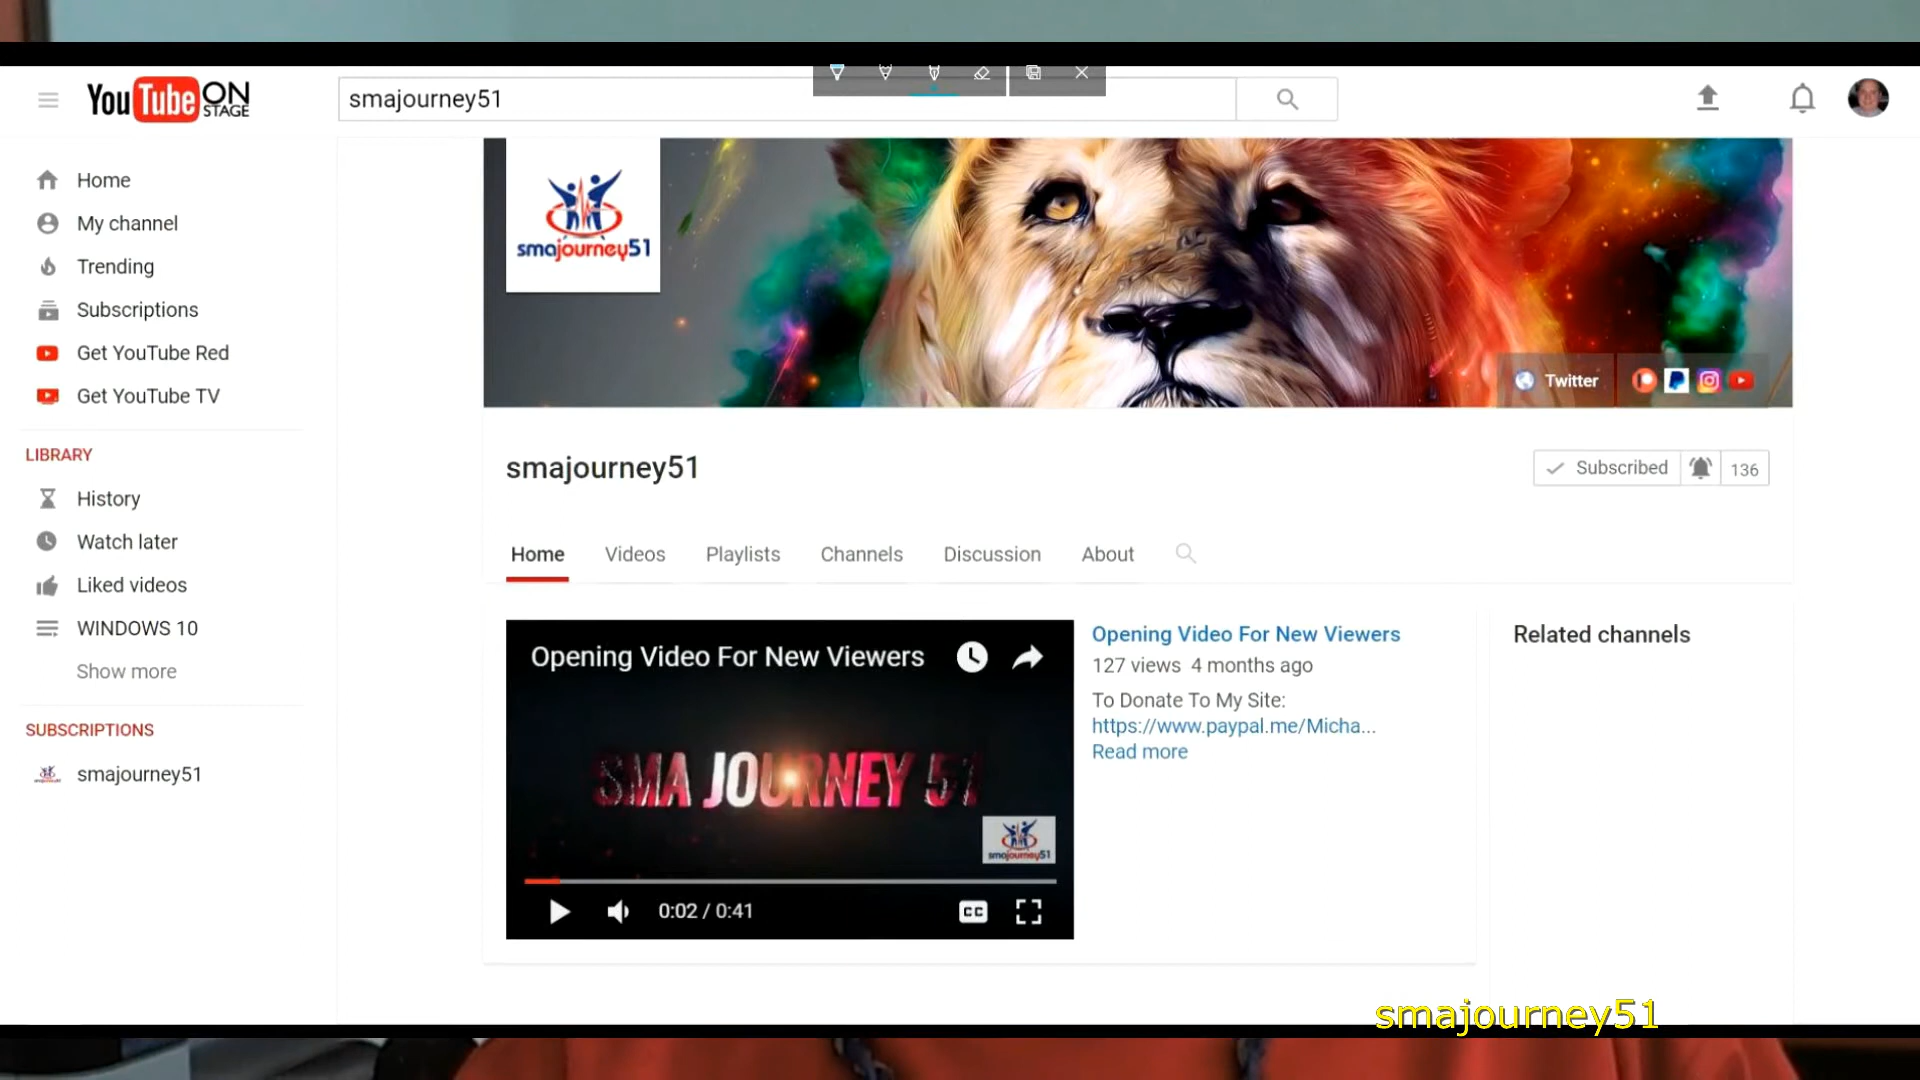 YouTube ON STAGE
smajourney51
Home
My channel
Trending
Subscriptions
Get YouTube Red
Get YouTube TV
LIBRARY
History
Watch later
Liked videos
WINDOWS 10
Show more
SUBSCRIPTIONS
smajourney51
smajourney51
Twitter
smajourney51
Subscribed 136
Home Videos Playlists Channels Discussion About
Opening Video For New Viewers
SMA JOURNEY 51
smajourney51
0:02 / 0:41
CC
Opening Video For New Viewers
127 views 4 months ago
To Donate To My Site:
https://www.paypal.me/Micha...
Read more
Related channels
smajourney51